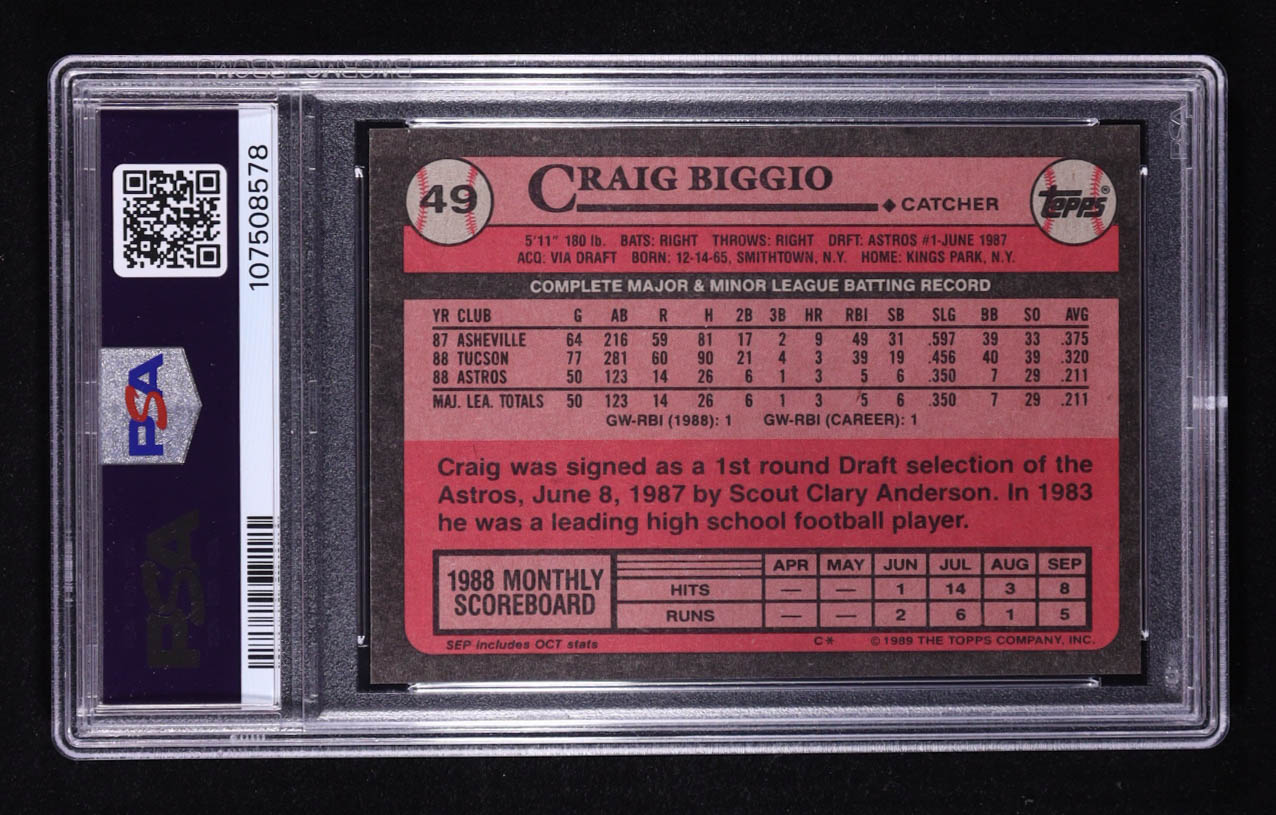 107508578
PSA
PSA
49
CRAIG BIGGIO
◆ CATCHER
Topps®
5'11" 180 lb. BATS: RIGHT THROWS: RIGHT DRFT: ASTROS #1-JUNE 1987
ACQ: VIA DRAFT BORN: 12-14-65, SMITHTOWN, N.Y. HOME: KINGS PARK, N.Y.
COMPLETE MAJOR & MINOR LEAGUE BATTING RECORD
YR CLUB G AB R H 2B 3B HR RBI SB SLG BB SO AVG
87 ASHEVILLE 64 216 59 81 17 2 9 49 31 .597 39 33 .375
88 TUCSON 77 281 60 90 21 4 3 39 19 .456 40 39 .320
88 ASTROS 50 123 14 26 6 1 3 5 6 .350 7 29 .211
MAJ. LEA. TOTALS 50 123 14 26 6 1 3 5 6 .350 7 29 .211
GW-RBI (1988): 1 GW-RBI (CAREER): 1
Craig was signed as a 1st round Draft selection of the
Astros, June 8, 1987 by Scout Clary Anderson. In 1983
he was a leading high school football player.
1988 MONTHLY
SCOREBOARD
APR MAY JUN JUL AUG SEP
HITS — — 1 14 3 8
RUNS — — 2 6 1 5
SEP includes OCT stats
C* © 1989 THE TOPPS COMPANY, INC.